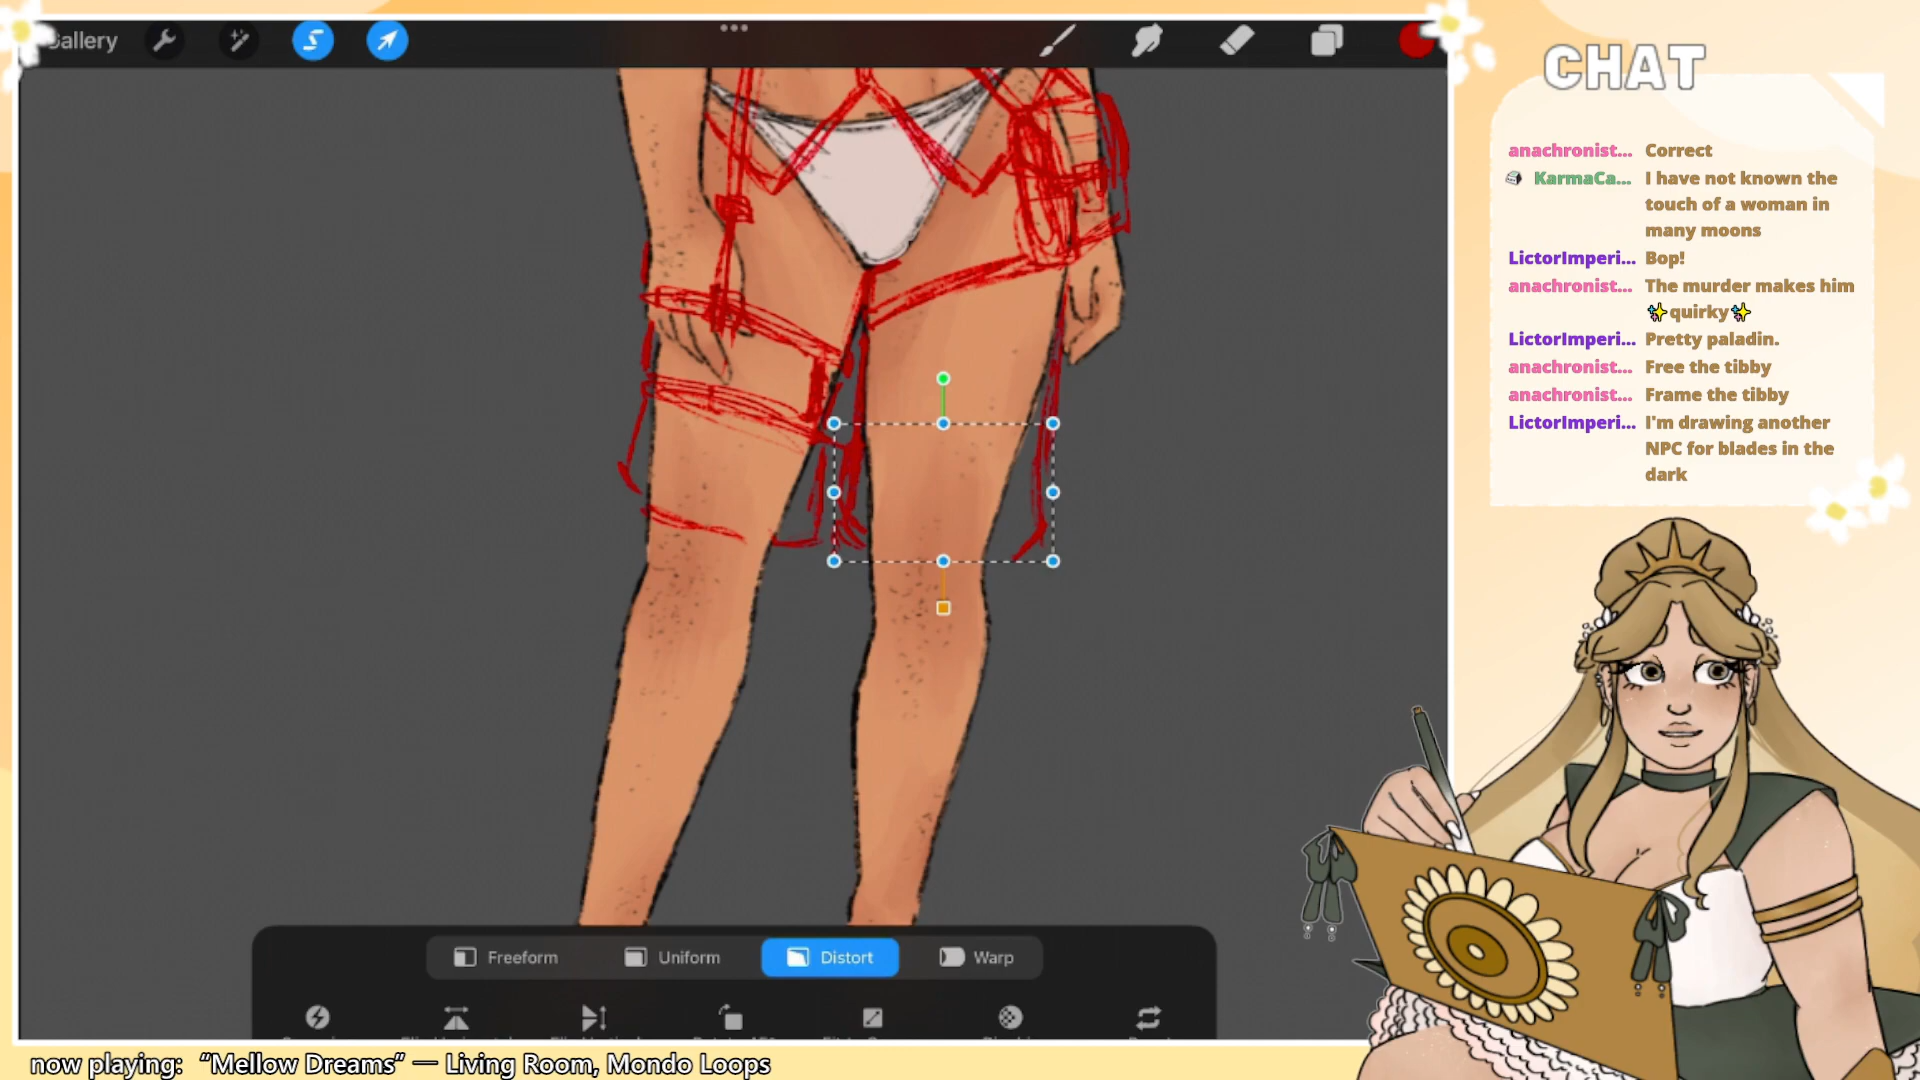 Gallery
CHAT
anachronist... Correct
KarmaCa... I have not known the
touch of a woman in
many moons
LictorImperi... Bop!
anachronist... The murder makes him
✨quirky✨
LictorImperi... Pretty paladin.
anachronist... Free the tibby
anachronist... Frame the tibby
LictorImperi... I'm drawing another
NPC for blades in the
dark
Freeform
Uniform
Distort
Warp
now playing: “Mellow Dreams“ — Living Room, Mondo Loops